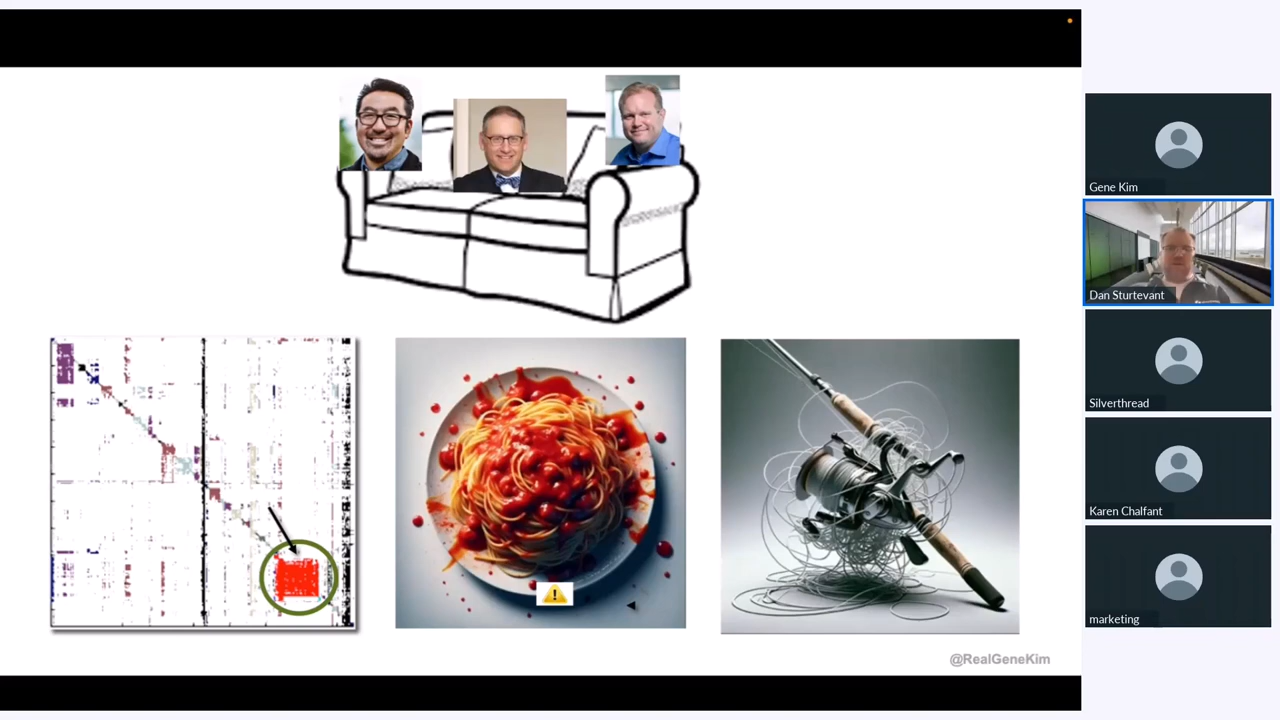 @RealGeneKim
Gene Kim
Dan Sturtevant
Silverthread
Karen Chalfant
marketing